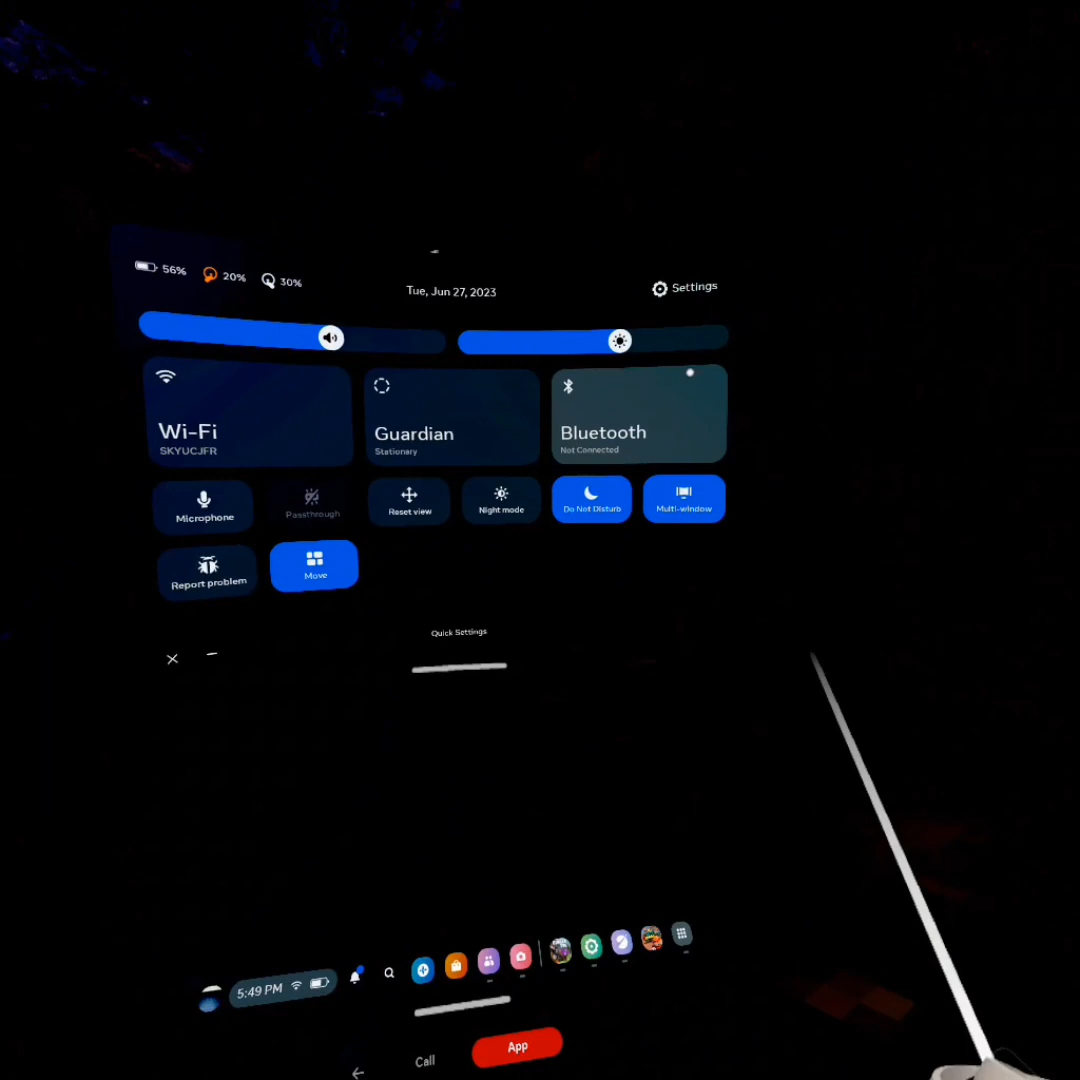 56% 20% 30%
Tue, Jun 27, 2023
Settings
Wi-Fi
SKYUCJFR
Guardian
Stationary
Bluetooth
Not Connected
Microphone
Passthrough
Reset view
Night mode
Do Not Disturb
Multi-window
Report problem
Move
Quick Settings
5:49 PM
Call
App